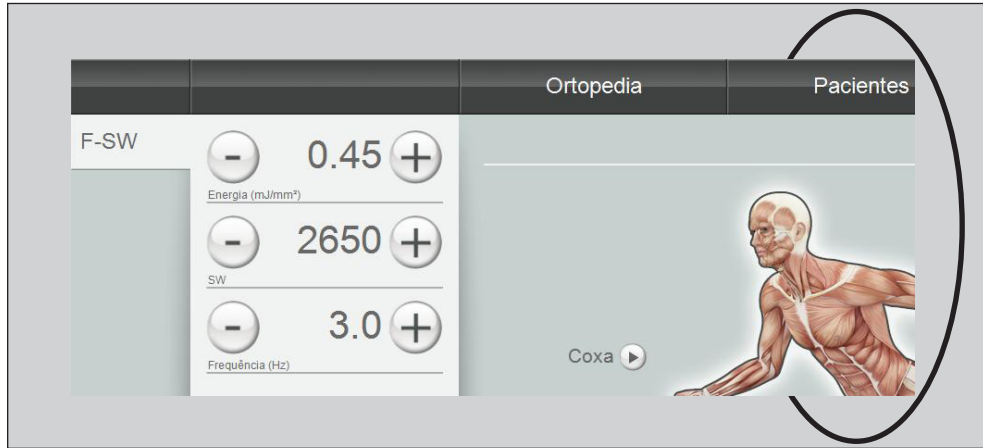 Ortopedia Pacientes
F-SW
- 0.45 +
Energia (mJ/mm²)
- 2650 +
SW
- 3.0 +
Frequência (Hz)
Coxa